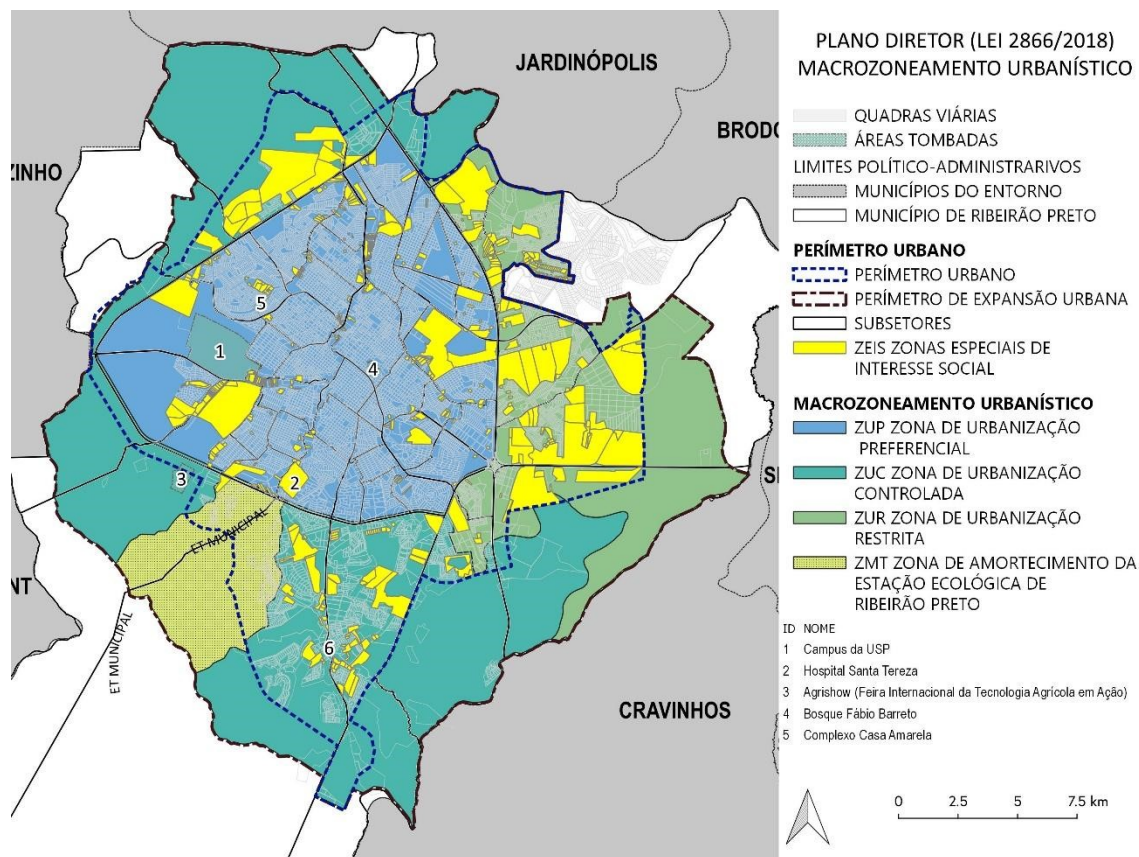 JARDINÓPOLIS
BRODO
ZINHO
NT
SE
CRAVINHOS
ET MUNICIPAL
ET MUNICIPAL
1
2
3
4
5
6
PLANO DIRETOR (LEI 2866/2018)
MACROZONEAMENTO URBANÍSTICO
QUADRAS VIÁRIAS
ÁREAS TOMBADAS
LIMITES POLÍTICO-ADMINISTRARIVOS
MUNICÍPIOS DO ENTORNO
MUNICÍPIO DE RIBEIRÃO PRETO
PERÍMETRO URBANO
PERÍMETRO URBANO
PERÍMETRO DE EXPANSÃO URBANA
SUBSETORES
ZEIS ZONAS ESPECIAIS DE
INTERESSE SOCIAL
MACROZONEAMENTO URBANÍSTICO
ZUP ZONA DE URBANIZAÇÃO
PREFERENCIAL
ZUC ZONA DE URBANIZAÇÃO
CONTROLADA
ZUR ZONA DE URBANIZAÇÃO
RESTRITA
ZMT ZONA DE AMORTECIMENTO DA
ESTAÇÃO ECOLÓGICA DE
RIBEIRÃO PRETO
ID NOME
1 Campus da USP
2 Hospital Santa Tereza
3 Agrishow (Feira Internacional da Tecnologia Agrícola em Ação)
4 Bosque Fábio Barreto
5 Complexo Casa Amarela
0 2.5 5 7.5 km